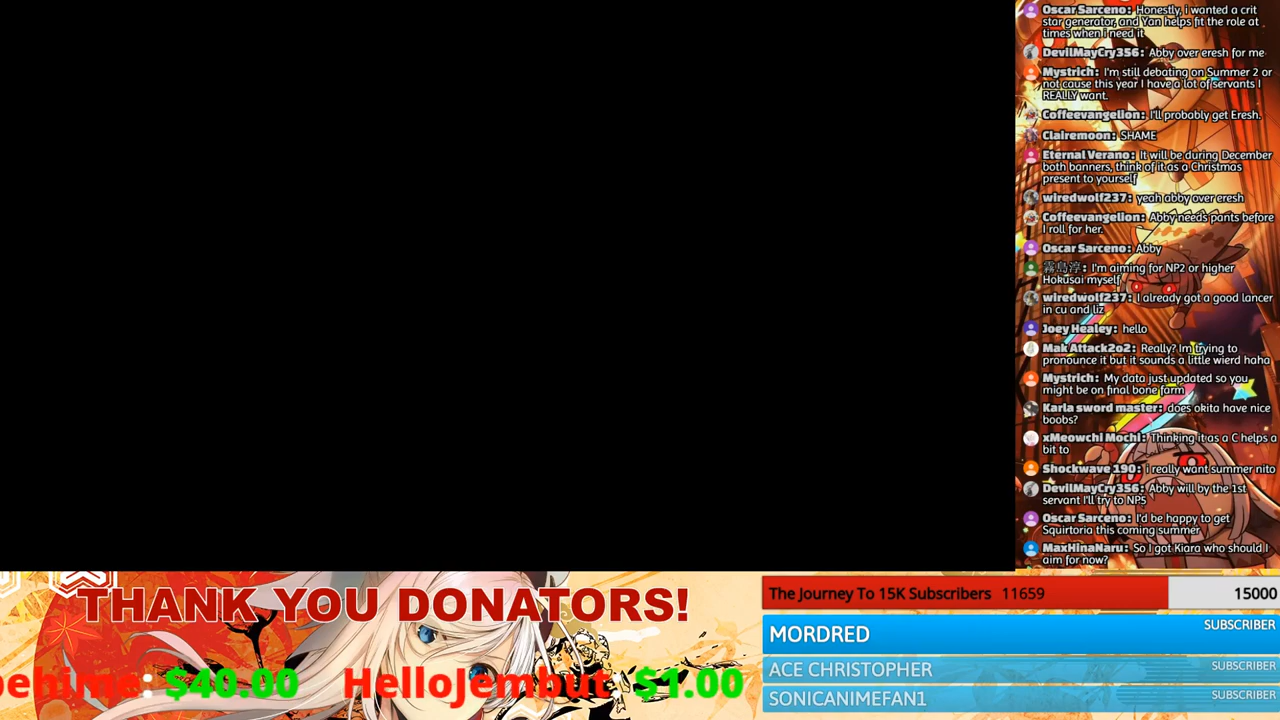 Oscar Sarceno: Honestly, i wanted a crit
star generator, and Yan helps fit the role at
times when i need it
DevilMayCry356: Abby over eresh for me
Mystrich: I'm still debating on Summer 2 or
not cause this year I have a lot of servants I
REALLY want.
Coffeevangelion: I'll probably get Eresh.
Clairemoon: SHAME
Eternal Verano: It will be during December
both banners, think of it as a Christmas
present to yourself
wiredwolf237: yeah abby over eresh
Coffeevangelion: Abby needs pants before
I roll for her.
Oscar Sarceno: Abby
霧島淳: I'm aiming for NP2 or higher
Hokusai myself
wiredwolf237: I already got a good lancer
in cu and liz
Joey Healey: hello
Mak Attack2o2: Really? Im trying to
pronounce it but it sounds a little wierd haha
Mystrich: My data just updated so you
might be on final bone farm
Karla sword master: does okita have nice
boobs?
xMeowchi Mochi: Thinking it as a C helps a
bit to
Shockwave 190: i really want summer nito
DevilMayCry356: Abby will by the 1st
servant I'll try to NP5
Oscar Sarceno: I'd be happy to get
Squirtoria this coming summer
MaxHinaNaru: So I got Kiara who should I
aim for now?
THANK YOU DONATORS!
oehime: $40.00 HelloJembut: $1.00
The Journey To 15K Subscribers 11659 15000
MORDRED SUBSCRIBER
ACE CHRISTOPHER SUBSCRIBER
SONICANIMEFAN1 SUBSCRIBER